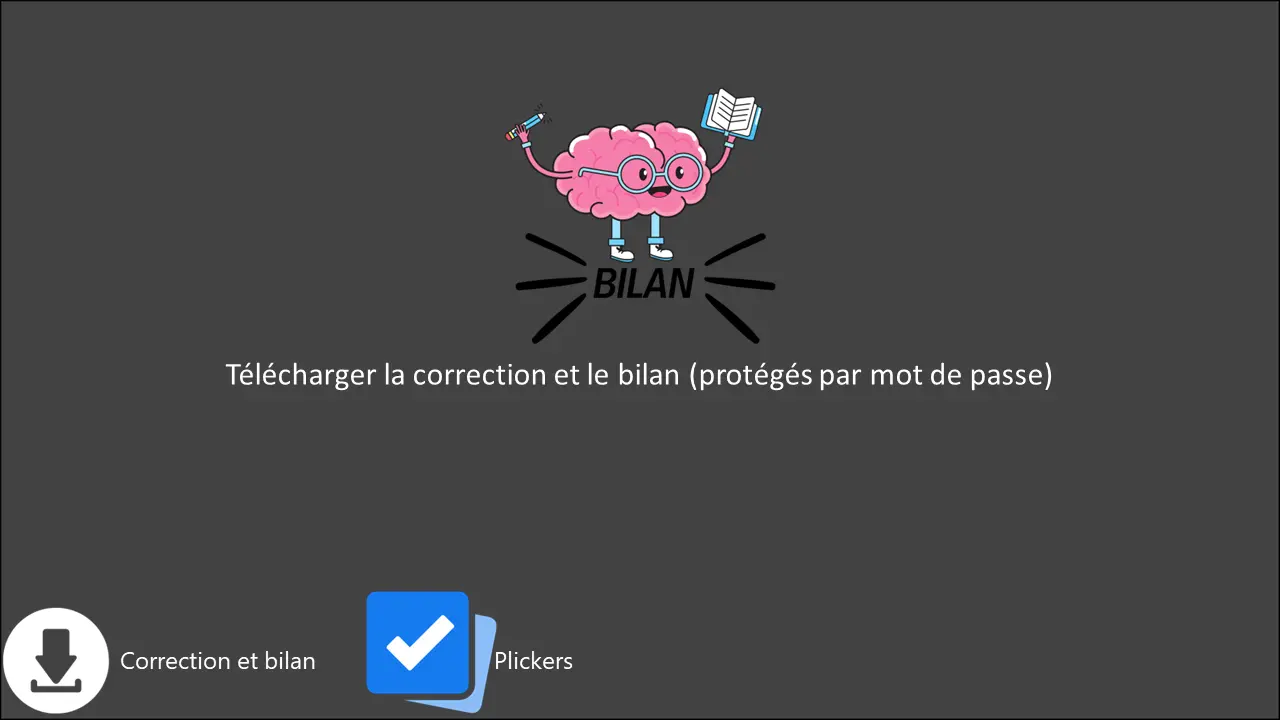 BILAN
Télécharger la correction et le bilan (protégés par mot de passe)
Correction et bilan
Plickers